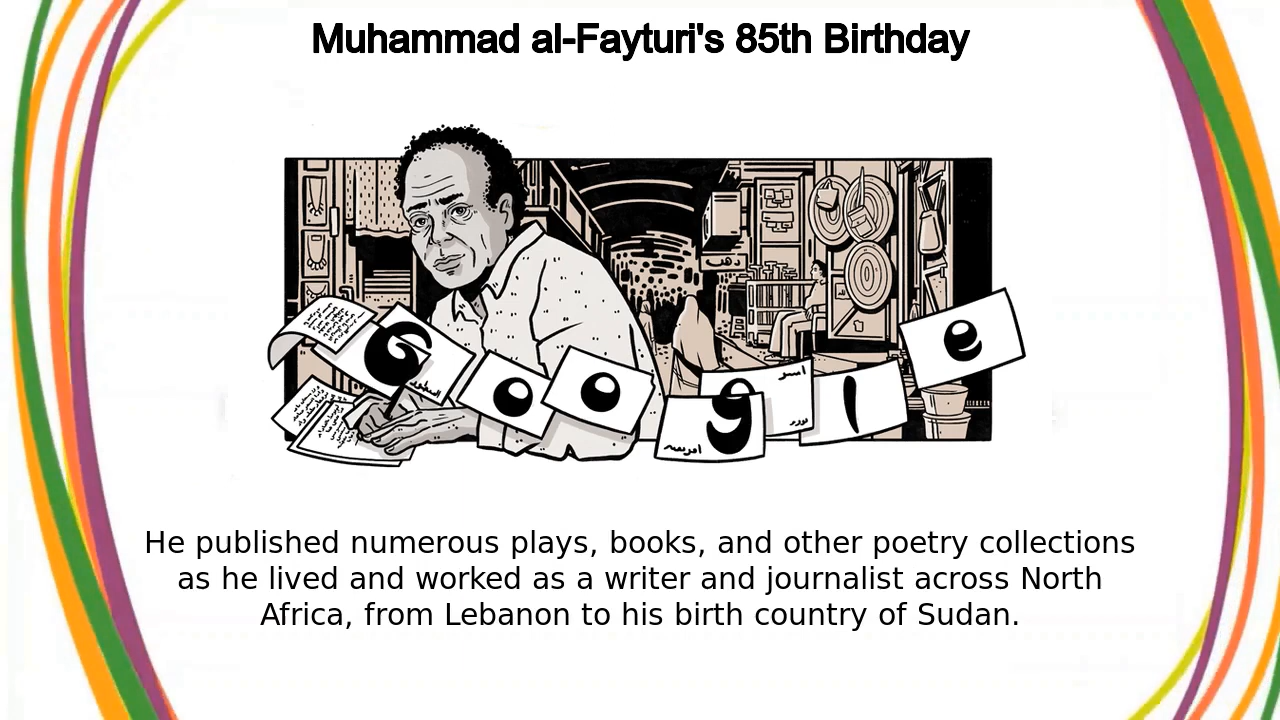 Muhammad al-Fayturi's 85th Birthday
Google
He published numerous plays, books, and other poetry collections
as he lived and worked as a writer and journalist across North
Africa, from Lebanon to his birth country of Sudan.